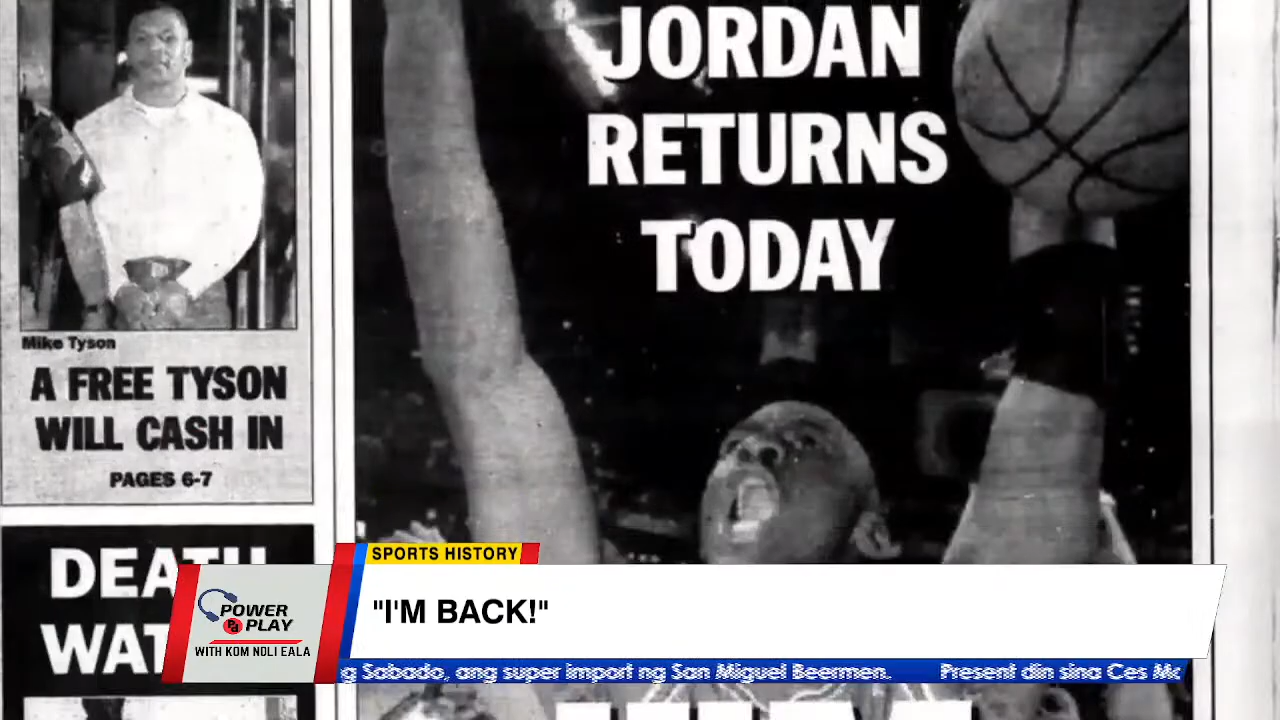 JORDAN
RETURNS
TODAY
Mike Tyson
A FREE TYSON
WILL CASH IN
PAGES 6-7
DEATH
SPORTS HISTORY
"I'M BACK!"
POWER
PLAY
WITH KOM NOLI EALA
Sabado, ang super import ng San Miguel Beermen. Present din sina Ces